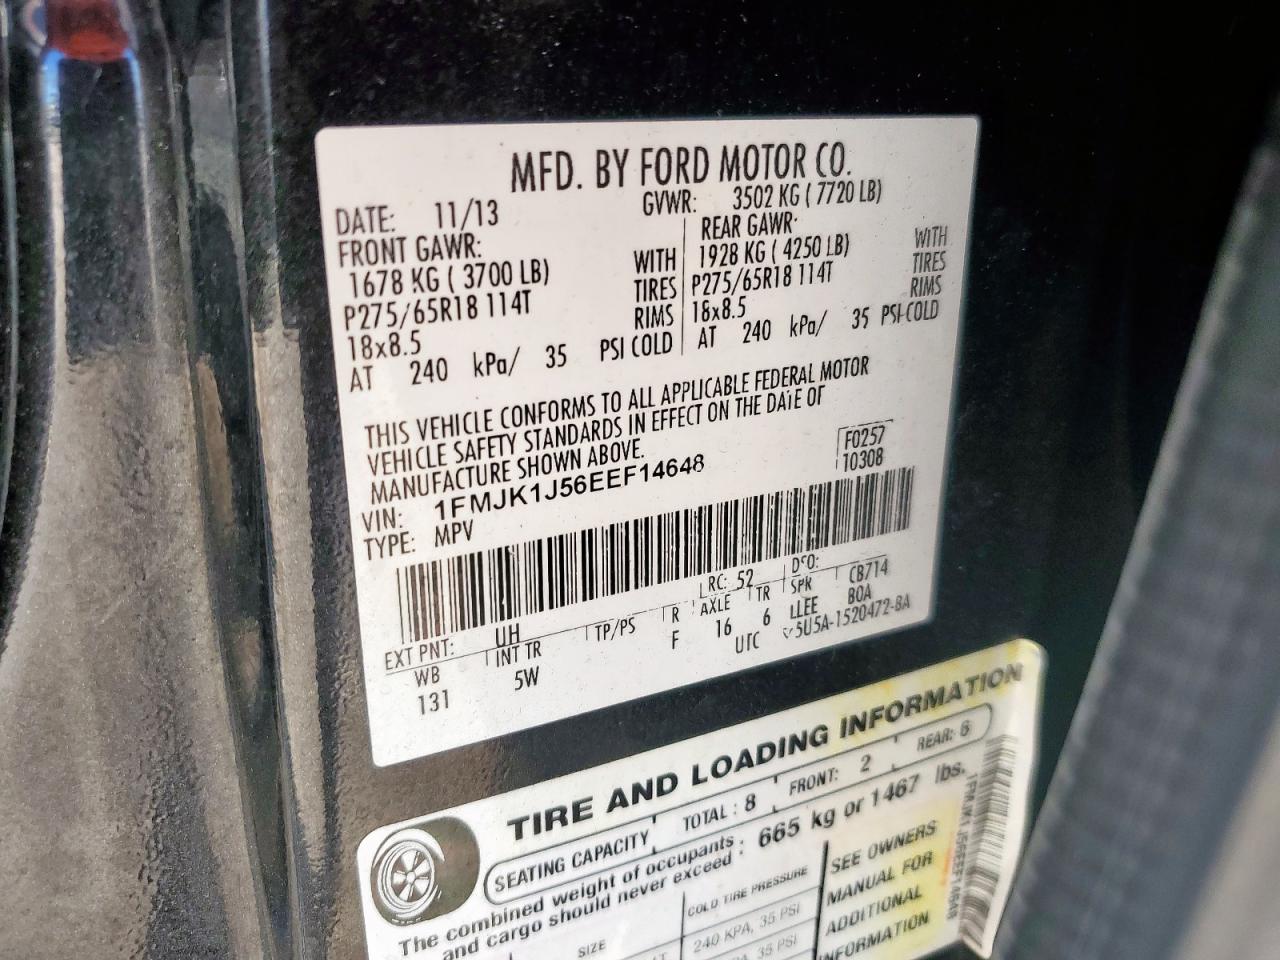 MFD. BY FORD MOTOR CO.
DATE: 11/13 GVWR: 3502 KG ( 7720 LB)
FRONT GAWR: REAR GAWR:
1678 KG ( 3700 LB) WITH 1928 KG ( 4250 LB) WITH
P275/65R18 114T TIRES P275/65R18 114T TIRES
18x8.5 RIMS 18x8.5 RIMS
AT 240 kPa/ 35 PSI COLD AT 240 kPa/ 35 PSI-COLD
THIS VEHICLE CONFORMS TO ALL APPLICABLE FEDERAL MOTOR
VEHICLE SAFETY STANDARDS IN EFFECT ON THE DATE OF
MANUFACTURE SHOWN ABOVE.
F0257
10308
VIN: 1FMJK1J56EEF14648
TYPE: MPV
EXT PNT: UH RC: 52 DSO:
WB INT TR TP/PS R AXLE TR SPR CB714
131 5W F 16 6 LLEE BOA
UTC 5U5A-1520472-BA
TIRE AND LOADING INFORMATION
SEATING CAPACITY TOTAL : 8 FRONT: 2 REAR: 6
The combined weight of occupants : 665 kg or 1467 lbs.
and cargo should never exceed
SIZE COLD TIRE PRESSURE SEE OWNERS
240 KPA, 35 PSI MANUAL FOR
35 PSI ADDITIONAL
INFORMATION
1FMJK1J56EEF14648